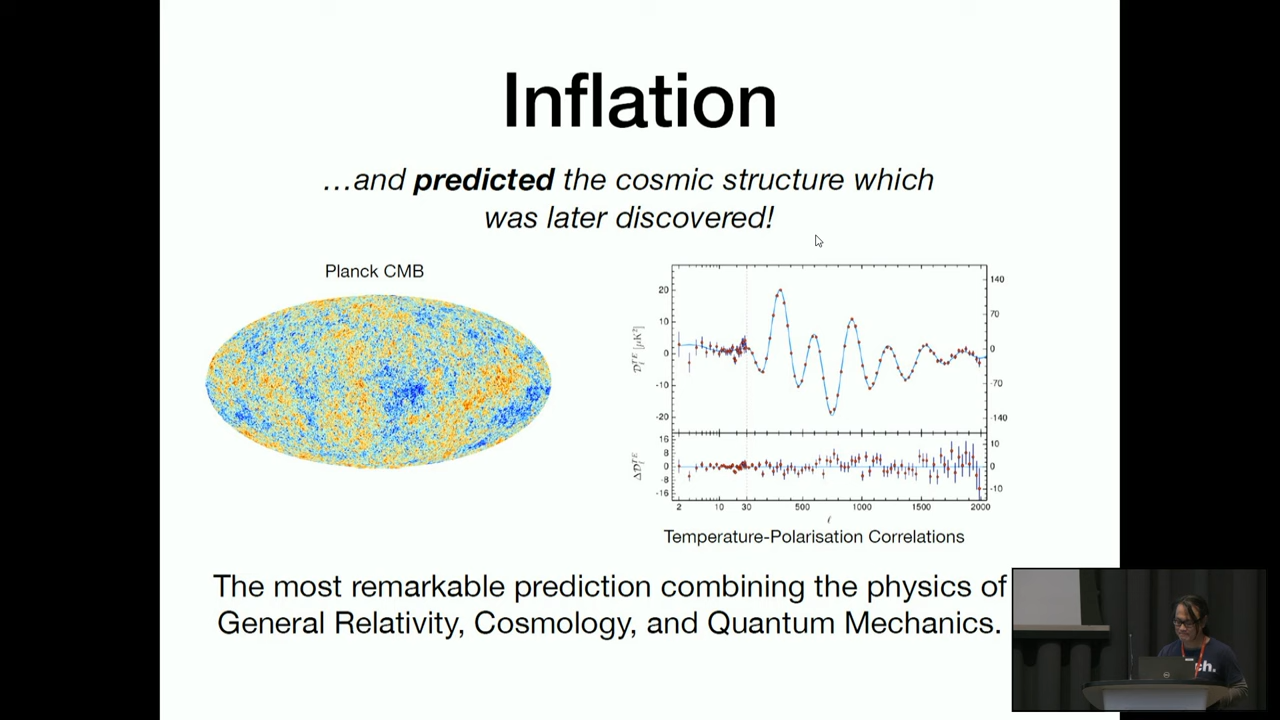 Inflation
…and predicted the cosmic structure which
was later discovered!
Planck CMB
20
10
0
-10
-20
140
70
0
-70
-140
16
8
0
-8
-16
10
0
-10
2
10
30
500
1000
1500
2000
ℓ
Temperature-Polarisation Correlations
The most remarkable prediction combining the physics of
General Relativity, Cosmology, and Quantum Mechanics.
ch.